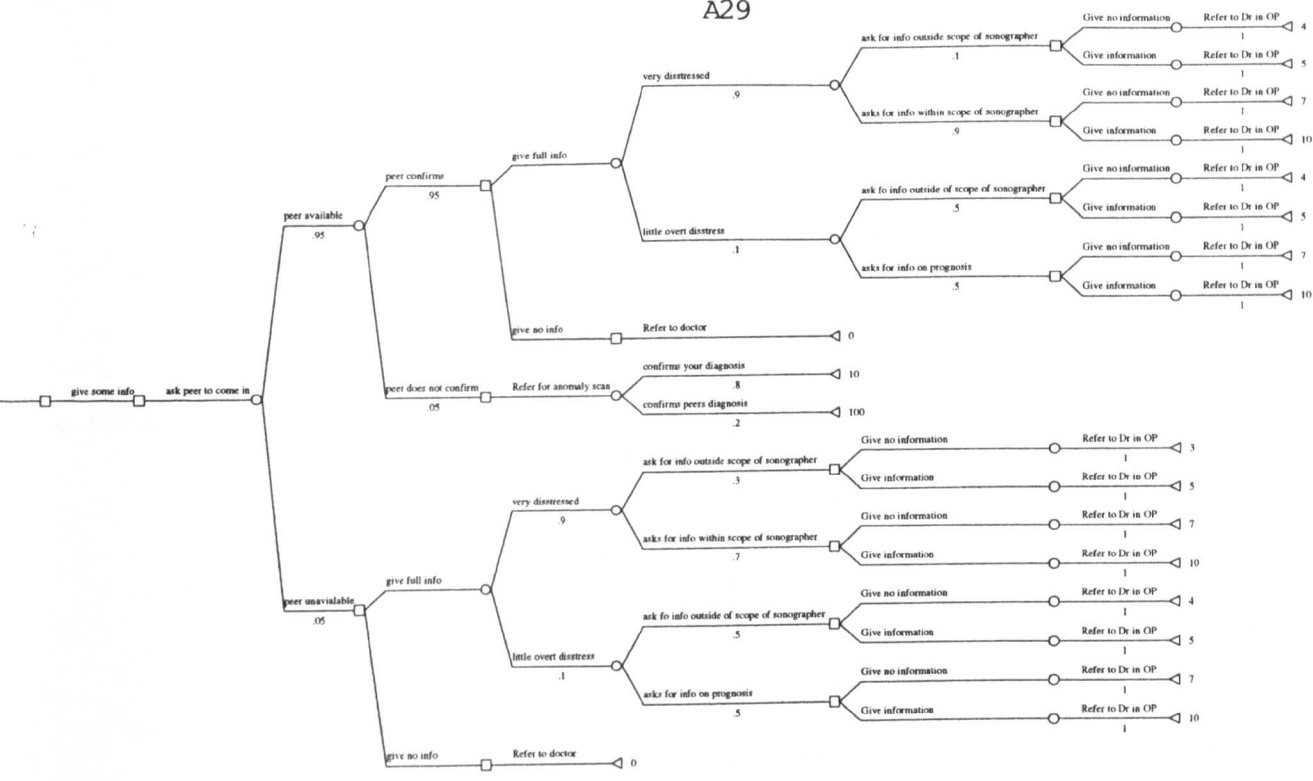 A29
Give no information Refer to Dr in OP 4
1
ask for info outside scope of sonographer
.1
Give information Refer to Dr in OP 5
1
very disstressed
.9
Give no information Refer to Dr in OP 7
1
asks for info within scope of sonographer
.9
Give information Refer to Dr in OP 10
1
give full info
peer confirms
.95
Give no information Refer to Dr in OP 4
1
ask fo info outside of scope of sonographer
.5
Give information Refer to Dr in OP 5
1
peer available
.95
little overt disstress
.1
Give no information Refer to Dr in OP 7
1
asks for info on prognosis
.5
Give information Refer to Dr in OP 10
1
give no info Refer to doctor 0
confirms your diagnosis 10
.8
peer does not confirm Refer for anomaly scan
.05
confirms peers diagnosis 100
.2
give some info ask peer to come in
Give no information Refer to Dr in OP 3
1
ask for info outside scope of sonographer
.3
Give information Refer to Dr in OP 5
1
very disstressed
.9
Give no information Refer to Dr in OP 7
1
asks for info within scope of sonographer
.7
Give information Refer to Dr in OP 10
1
give full info
peer unavialable
.05
Give no information Refer to Dr in OP 4
1
ask fo info outside of scope of sonographer
.5
Give information Refer to Dr in OP 5
1
little overt disstress
.1
Give no information Refer to Dr in OP 7
1
asks for info on prognosis
.5
Give information Refer to Dr in OP 10
1
give no info Refer to doctor 0